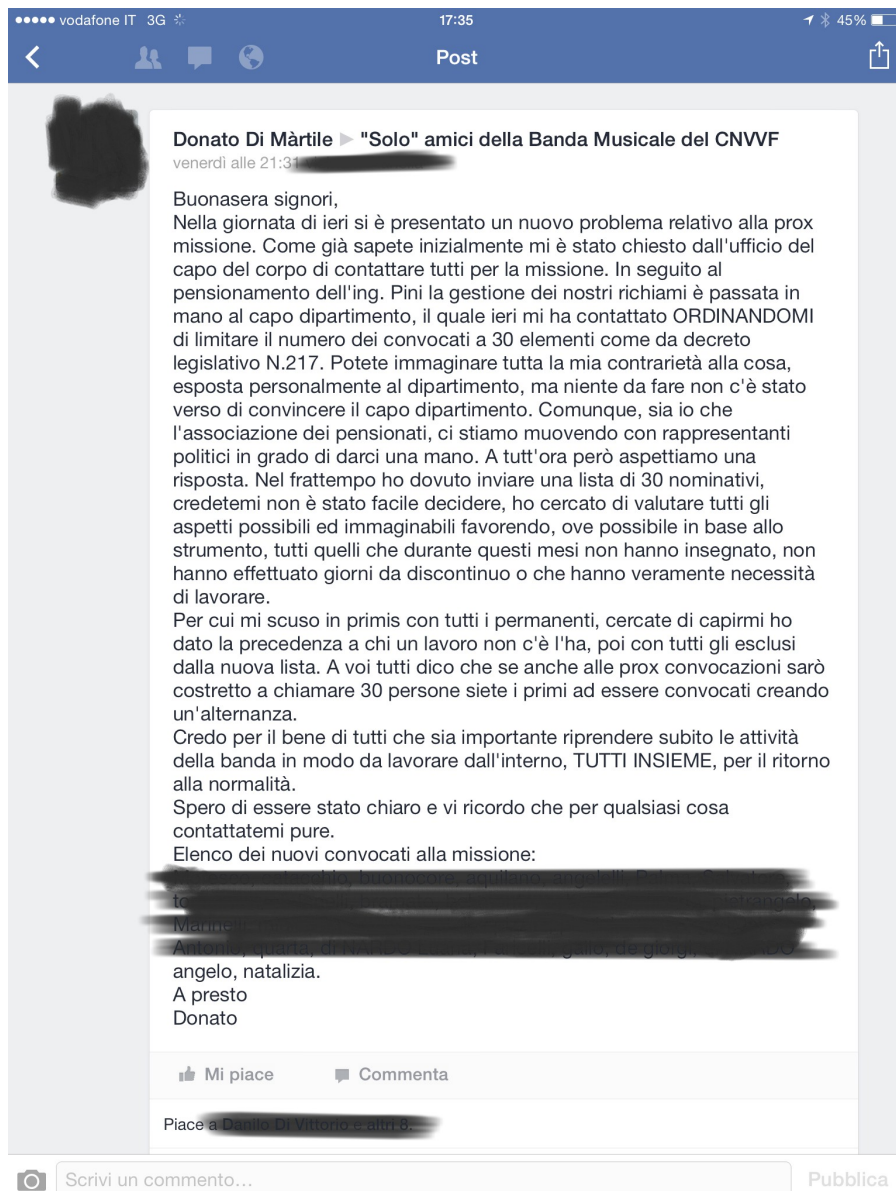 vodafone IT 3G 17:35 45%
Post
Donato Di Màrtile ▶ "Solo" amici della Banda Musicale del CNVVF
venerdì alle 21:31
Buonasera signori,
Nella giornata di ieri si è presentato un nuovo problema relativo alla prox
missione. Come già sapete inizialmente mi è stato chiesto dall'ufficio del
capo del corpo di contattare tutti per la missione. In seguito al
pensionamento dell'ing. Pini la gestione dei nostri richiami è passata in
mano al capo dipartimento, il quale ieri mi ha contattato ORDINANDOMI
di limitare il numero dei convocati a 30 elementi come da decreto
legislativo N.217. Potete immaginare tutta la mia contrarietà alla cosa,
esposta personalmente al dipartimento, ma niente da fare non c'è stato
verso di convincere il capo dipartimento. Comunque, sia io che
l'associazione dei pensionati, ci stiamo muovendo con rappresentanti
politici in grado di darci una mano. A tutt'ora però aspettiamo una
risposta. Nel frattempo ho dovuto inviare una lista di 30 nominativi,
credetemi non è stato facile decidere, ho cercato di valutare tutti gli
aspetti possibili ed immaginabili favorendo, ove possibile in base allo
strumento, tutti quelli che durante questi mesi non hanno insegnato, non
hanno effettuato giorni da discontinuo o che hanno veramente necessità
di lavorare.
Per cui mi scuso in primis con tutti i permanenti, cercate di capirmi ho
dato la precedenza a chi un lavoro non c'è l'ha, poi con tutti gli esclusi
dalla nuova lista. A voi tutti dico che se anche alle prox convocazioni sarò
costretto a chiamare 30 persone siete i primi ad essere convocati creando
un'alternanza.
Credo per il bene di tutti che sia importante riprendere subito le attività
della banda in modo da lavorare dall'interno, TUTTI INSIEME, per il ritorno
alla normalità.
Spero di essere stato chiaro e vi ricordo che per qualsiasi cosa
contattatemi pure.
Elenco dei nuovi convocati alla missione:
angelo, natalizia.
A presto
Donato
Mi piace Commenta
Piace a
Scrivi un commento... Pubblica